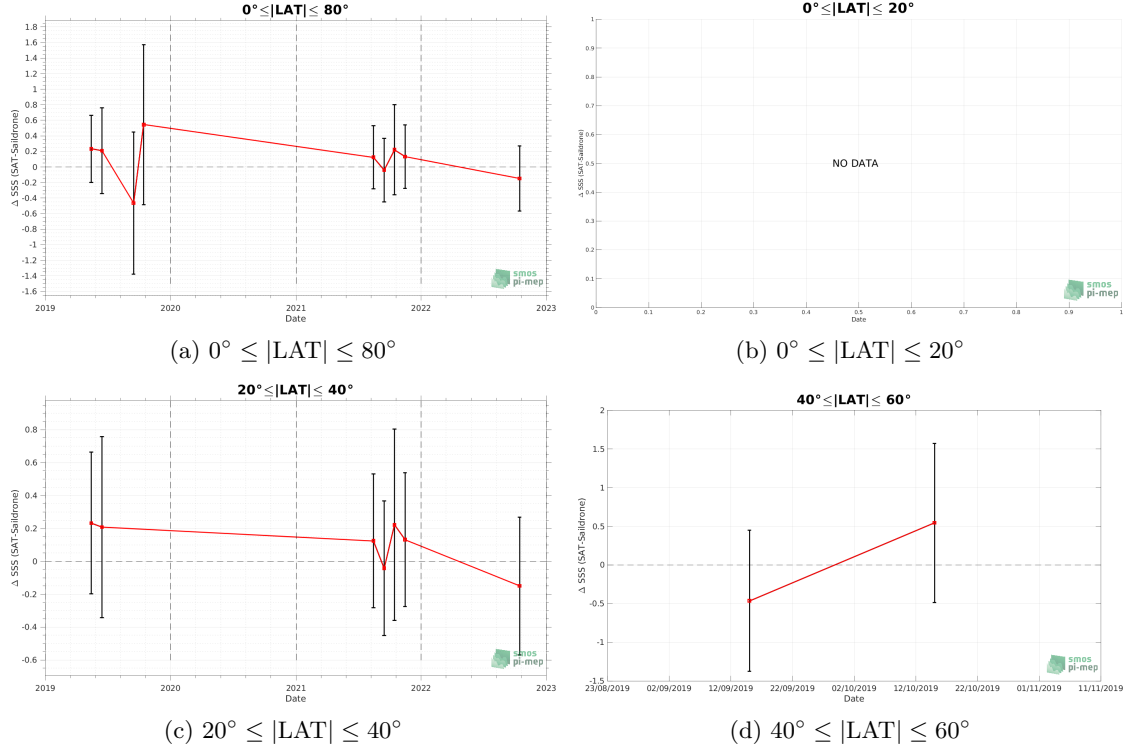 0°≤|LAT|≤ 80°
1.8
1.6
1.4
1.2
1
0.8
0.6
0.4
0.2
0
-0.2
-0.4
-0.6
-0.8
-1
-1.2
-1.4
-1.6
Δ SSS (SAT-Saildrone)
smos
pi-mep
2019 2020 2021 2022 2023
Date
(a) 0° ≤ |LAT| ≤ 80°
0°≤|LAT|≤ 20°
1
0.9
0.8
0.7
0.6
0.5
0.4
0.3
0.2
0.1
0
Δ SSS (SAT-Saildrone)
NO DATA
smos
pi-mep
0 0.1 0.2 0.3 0.4 0.5 0.6 0.7 0.8 0.9 1
Date
(b) 0° ≤ |LAT| ≤ 20°
20°≤|LAT|≤ 40°
0.8
0.6
0.4
0.2
0
-0.2
-0.4
-0.6
Δ SSS (SAT-Saildrone)
smos
pi-mep
2019 2020 2021 2022 2023
Date
(c) 20° ≤ |LAT| ≤ 40°
40°≤|LAT|≤ 60°
2
1.5
1
0.5
0
-0.5
-1
-1.5
Δ SSS (SAT-Saildrone)
smos
pi-mep
23/08/2019 02/09/2019 12/09/2019 22/09/2019 02/10/2019 12/10/2019 22/10/2019 01/11/2019 11/11/2019
Date
(d) 40° ≤ |LAT| ≤ 60°